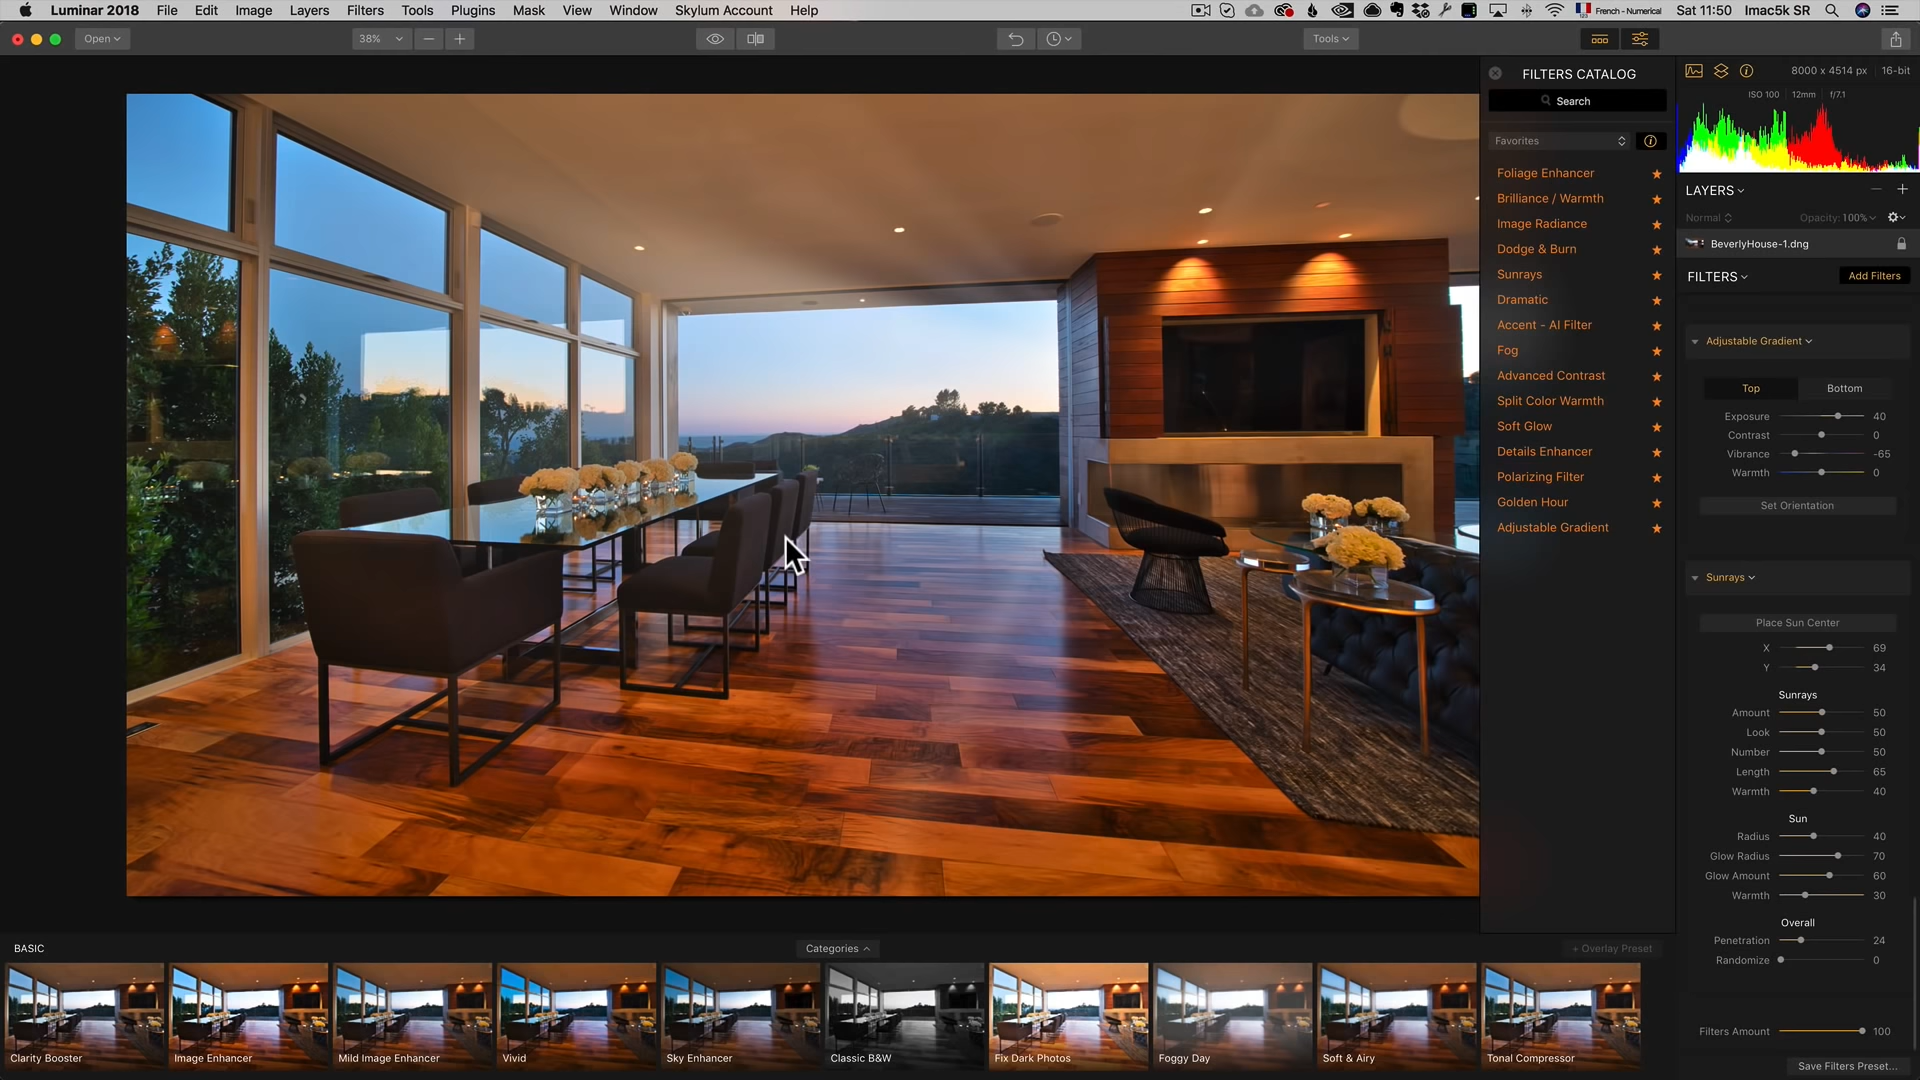 Luminar 2018 File Edit Image Layers Filters Tools Plugins Mask View Window Skylum Account Help French - Numerical Sat 11:50 Imac5k SR
Open 38% Tools
FILTERS CATALOG
Search
Favorites
Foliage Enhancer
Brilliance / Warmth
Image Radiance
Dodge & Burn
Sunrays
Dramatic
Accent - AI Filter
Fog
Advanced Contrast
Split Color Warmth
Soft Glow
Details Enhancer
Polarizing Filter
Golden Hour
Adjustable Gradient
8000 x 4514 px 16-bit
ISO 100 12mm f/7.1
LAYERS
Normal Opacity: 100%
BeverlyHouse-1.dng
FILTERS Add Filters
Adjustable Gradient
Top Bottom
Exposure 40
Contrast 0
Vibrance -65
Warmth 0
Set Orientation
Sunrays
Place Sun Center
X 69
Y 34
Sunrays
Amount 50
Look 50
Number 50
Length 65
Warmth 40
Sun
Radius 40
Glow Radius 70
Glow Amount 60
Warmth 30
Overall
Penetration 24
Randomize 0
Filters Amount 100
Save Filters Preset...
BASIC Categories + Overlay Preset
Clarity Booster Image Enhancer Mild Image Enhancer Vivid Sky Enhancer Classic B&W Fix Dark Photos Foggy Day Soft & Airy Tonal Compressor